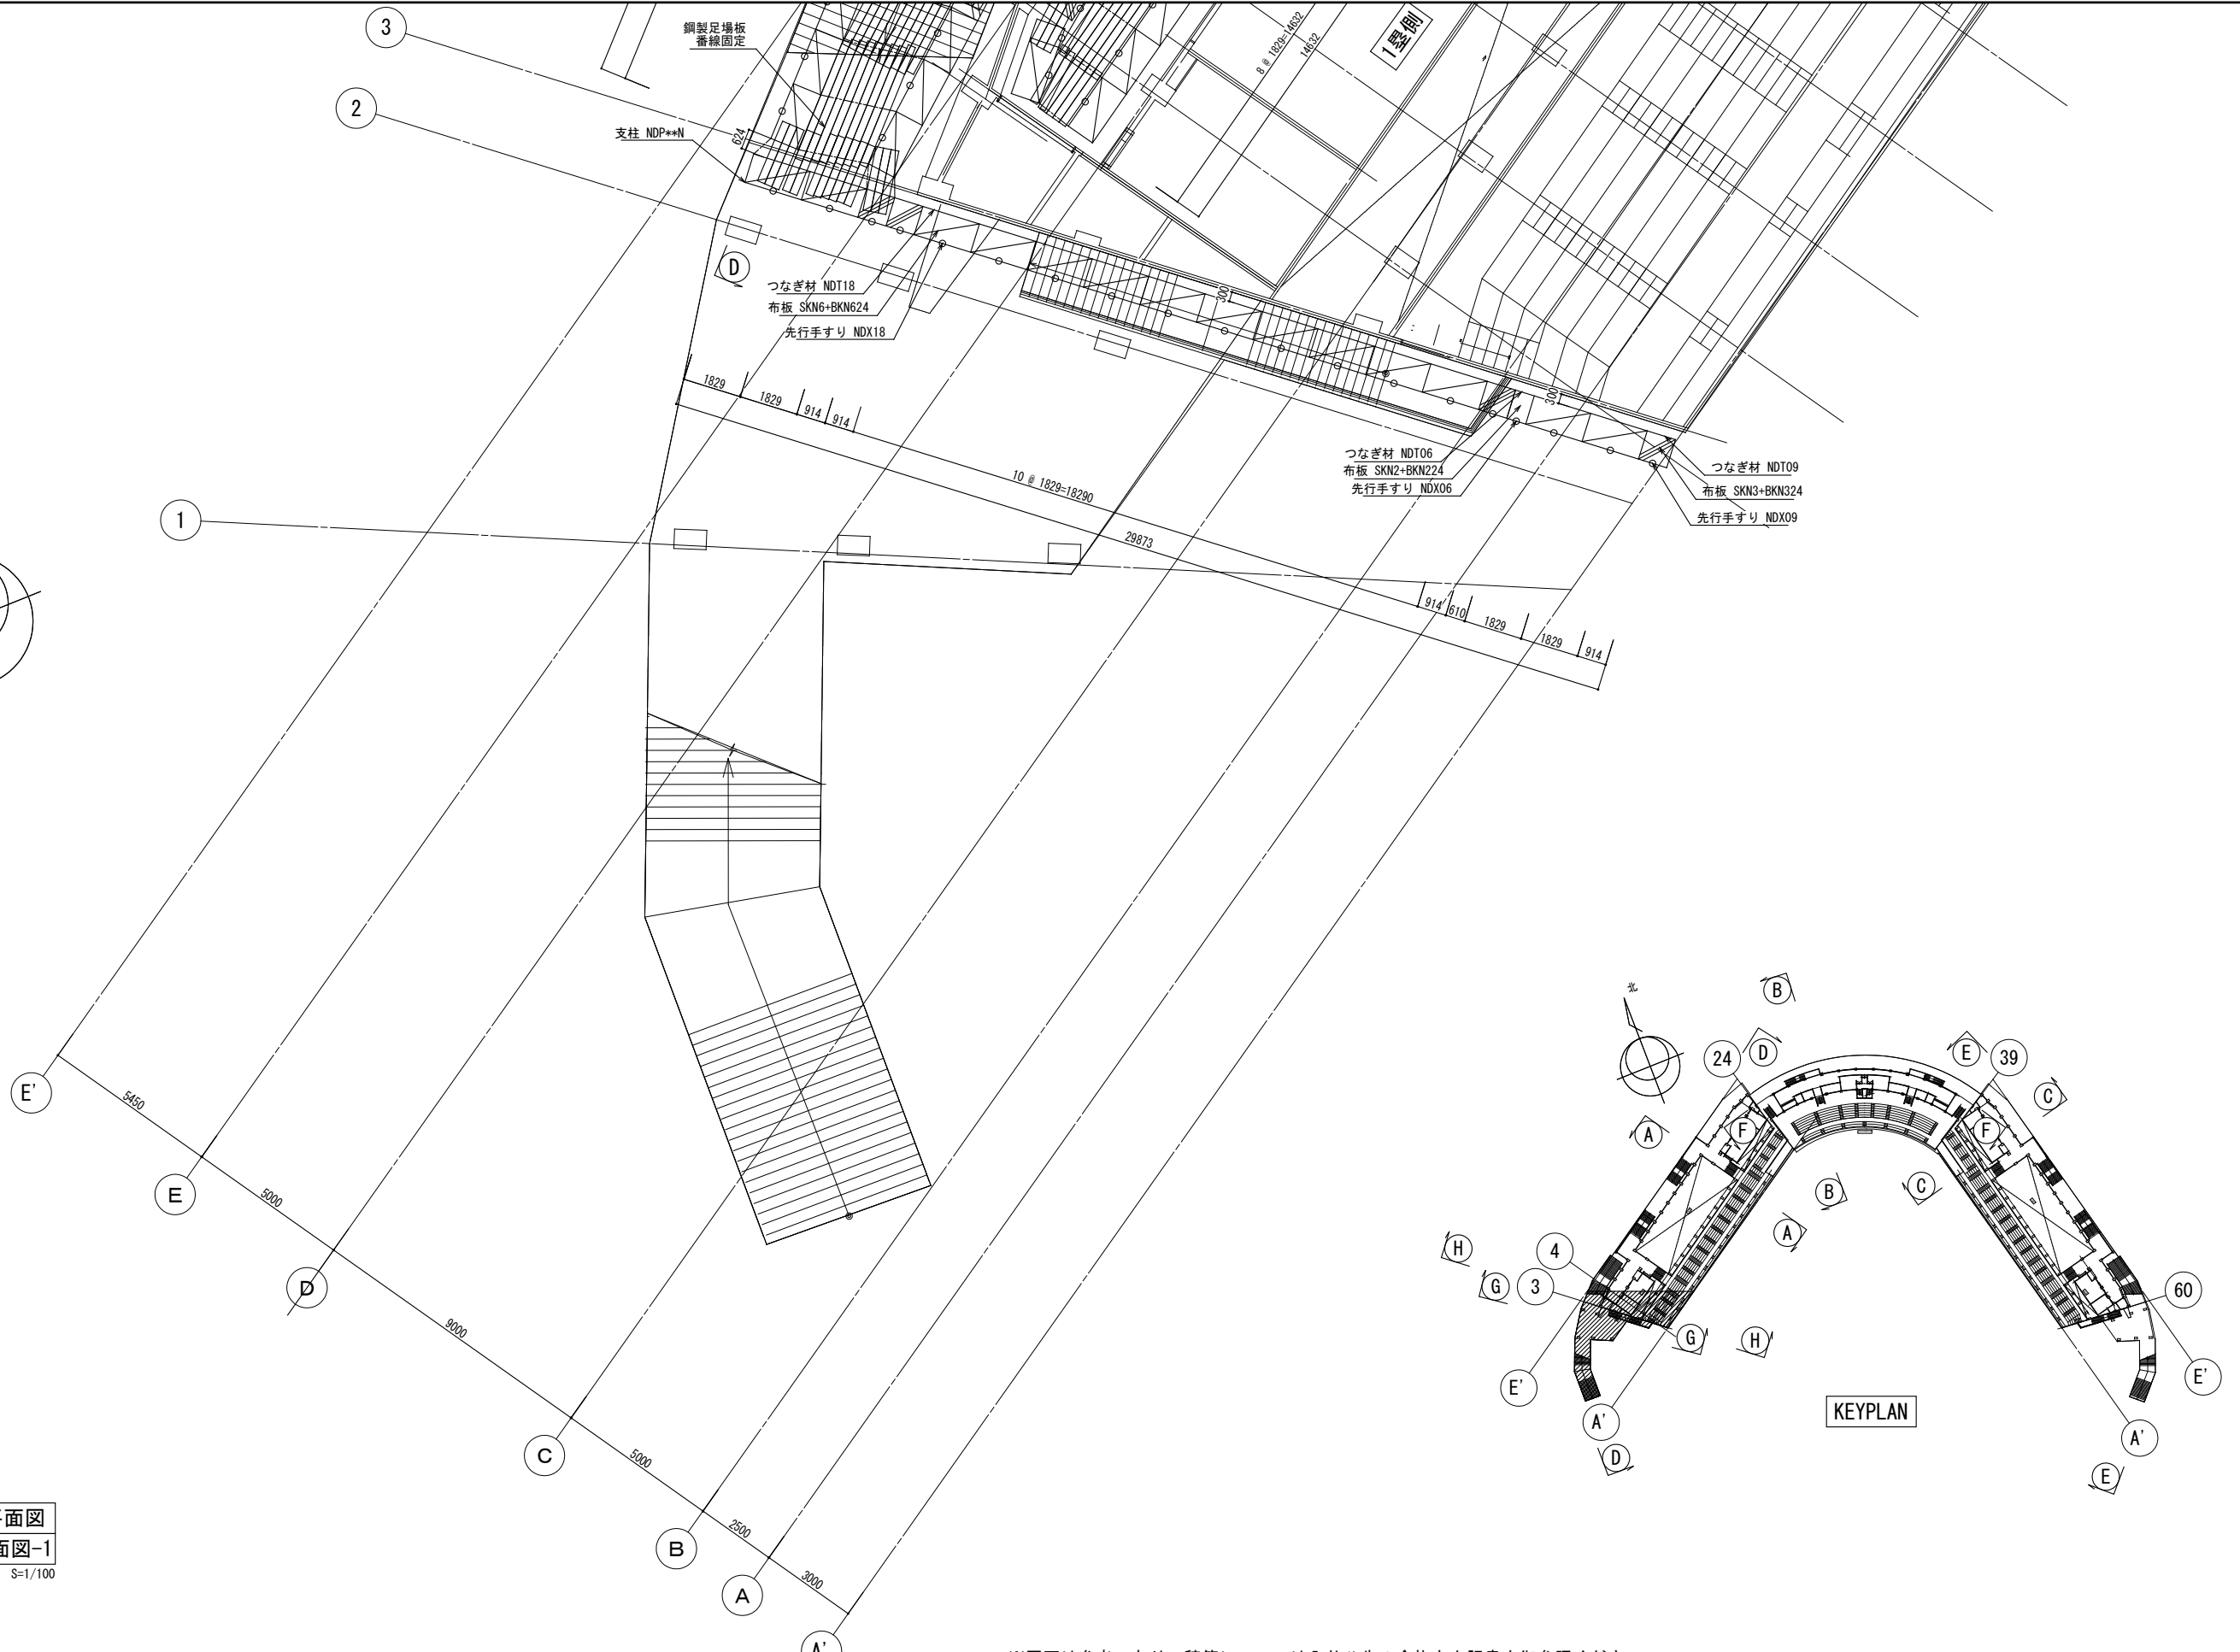 3
鋼製足場板
番線固定
8 @ 1829=14632
14632
1塁側
2
支柱 NDP**N
624
D
つなぎ材 NDT18
布板 SKN6+BKN624
先行手すり NDX18
300
300
1829
1829
914
914
10 @ 1829=18290
29873
914
610
1829
1829
914
つなぎ材 NDT06
布板 SKN2+BKN224
先行手すり NDX06
つなぎ材 NDT09
布板 SKN3+BKN324
先行手すり NDX09
1
E'
5450
E
5000
D
9000
C
5000
B
2500
A
3000
A'
面図
面図-1
S=1/100
北
B
24
D
E
39
C
A
F
F
B
C
A
H
4
G
3
60
G
H
E'
E'
A'
KEYPLAN
A'
D
E